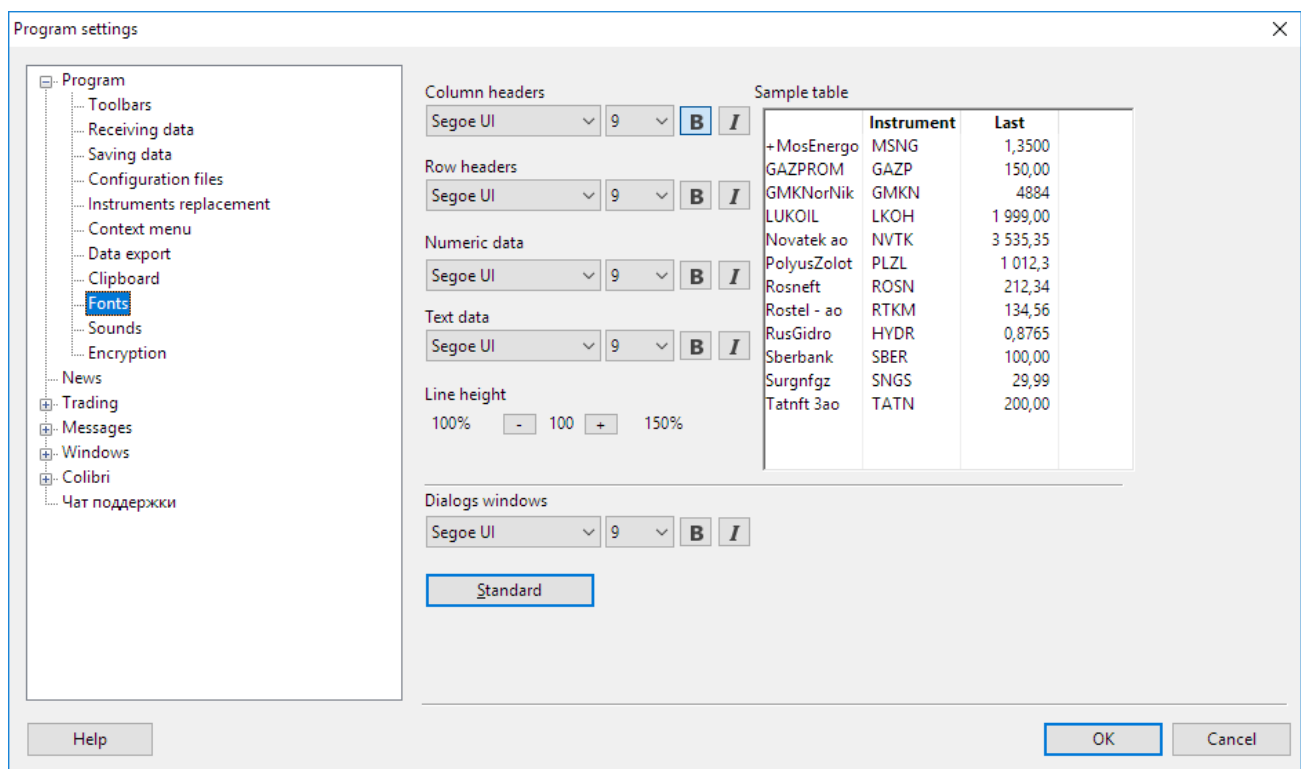 Program settings
Program
Toolbars
Receiving data
Saving data
Configuration files
Instruments replacement
Context menu
Data export
Clipboard
Fonts
Sounds
Encryption
News
Trading
Messages
Windows
Colibri
Чат поддержки
Column headers
Segoe UI 9 B I
Row headers
Segoe UI 9 B I
Numeric data
Segoe UI 9 B I
Text data
Segoe UI 9 B I
Line height
100% - 100 + 150%
Sample table
Instrument Last
+MosEnergo MSNG 1,3500
GAZPROM GAZP 150,00
GMKNorNik GMKN 4884
LUKOIL LKOH 1 999,00
Novatek ao NVTK 3 535,35
PolyusZolot PLZL 1 012,3
Rosneft ROSN 212,34
Rostel - ao RTKM 134,56
RusGidro HYDR 0,8765
Sberbank SBER 100,00
Surgnfgz SNGS 29,99
Tatnft 3ao TATN 200,00
Dialogs windows
Segoe UI 9 B I
Standard
Help
OK
Cancel